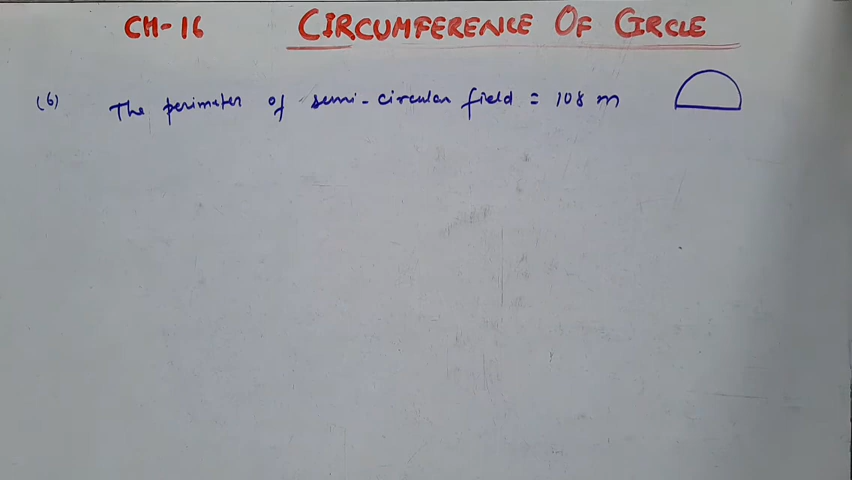 CH-16 CIRCUMFERENCE OF CIRCLE
(6) The perimeter of semi-circular field = 108 m